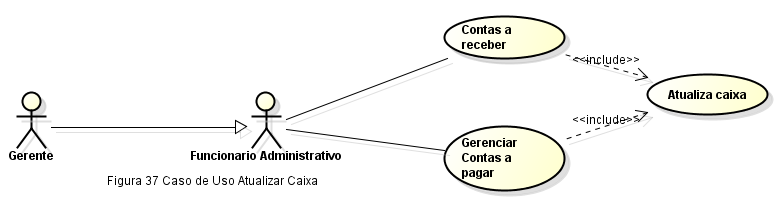 Contas a
receber
<<include>>
Atualiza caixa
<<include>>
Gerenciar
Contas a
pagar
Gerente
Funcionario Administrativo
Figura 37 Caso de Uso Atualizar Caixa